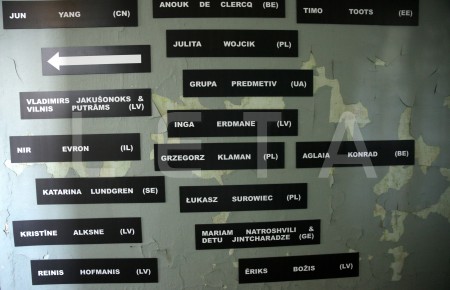 JUN YANG (CN)
ANOUK DE CLERCQ (BE)
TIMO TOOTS (EE)
JULITA WOJCIK (PL)
GRUPA PREDMETIV (UA)
VLADIMIRS JAKUŠONOKS &
VILNIS PUTRĀMS (LV)
INGA ERDMANE (LV)
NIR EVRON (IL)
GRZEGORZ KLAMAN (PL)
AGLAIA KONRAD (BE)
KATARINA LUNDGREN (SE)
ŁUKASZ SUROWIEC (PL)
KRISTĪNE ALKSNE (LV)
MARIAM NATROSHVILI &
DETU JINTCHARADZE (GE)
REINIS HOFMANIS (LV)
ĒRIKS BOŽIS (LV)
LETA